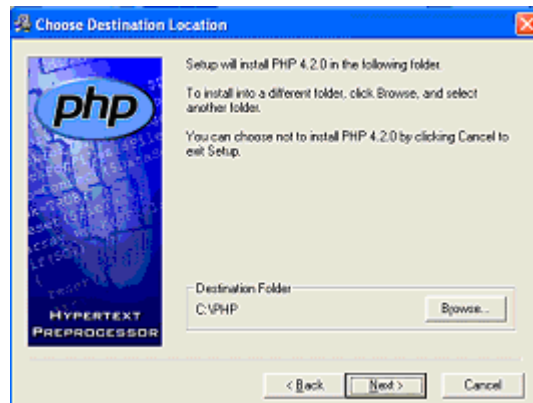 Choose Destination Location
php
Setup will install PHP 4.2.0 in the following folder.
To install into a different folder, click Browse, and select
another folder.
You can choose not to install PHP 4.2.0 by clicking Cancel to
exit Setup.
HYPERTEXT
PREPROCESSOR
Destination Folder
C:\PHP
Browse...
< Back
Next >
Cancel